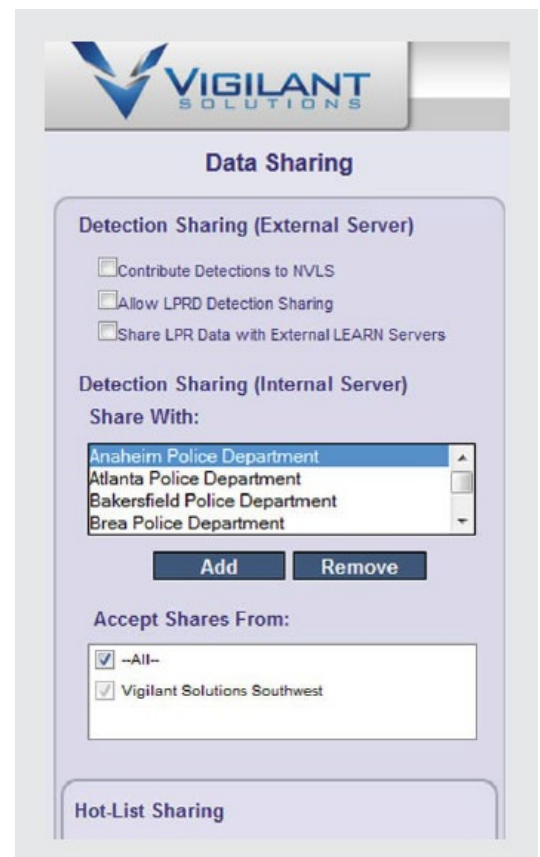 VIGILANT
SOLUTIONS
Data Sharing
Detection Sharing (External Server)
Contribute Detections to NVLS
Allow LPRD Detection Sharing
Share LPR Data with External LEARN Servers
Detection Sharing (Internal Server)
Share With:
Anaheim Police Department
Atlanta Police Department
Bakersfield Police Department
Brea Police Department
Add Remove
Accept Shares From:
--All--
Vigilant Solutions Southwest
Hot-List Sharing